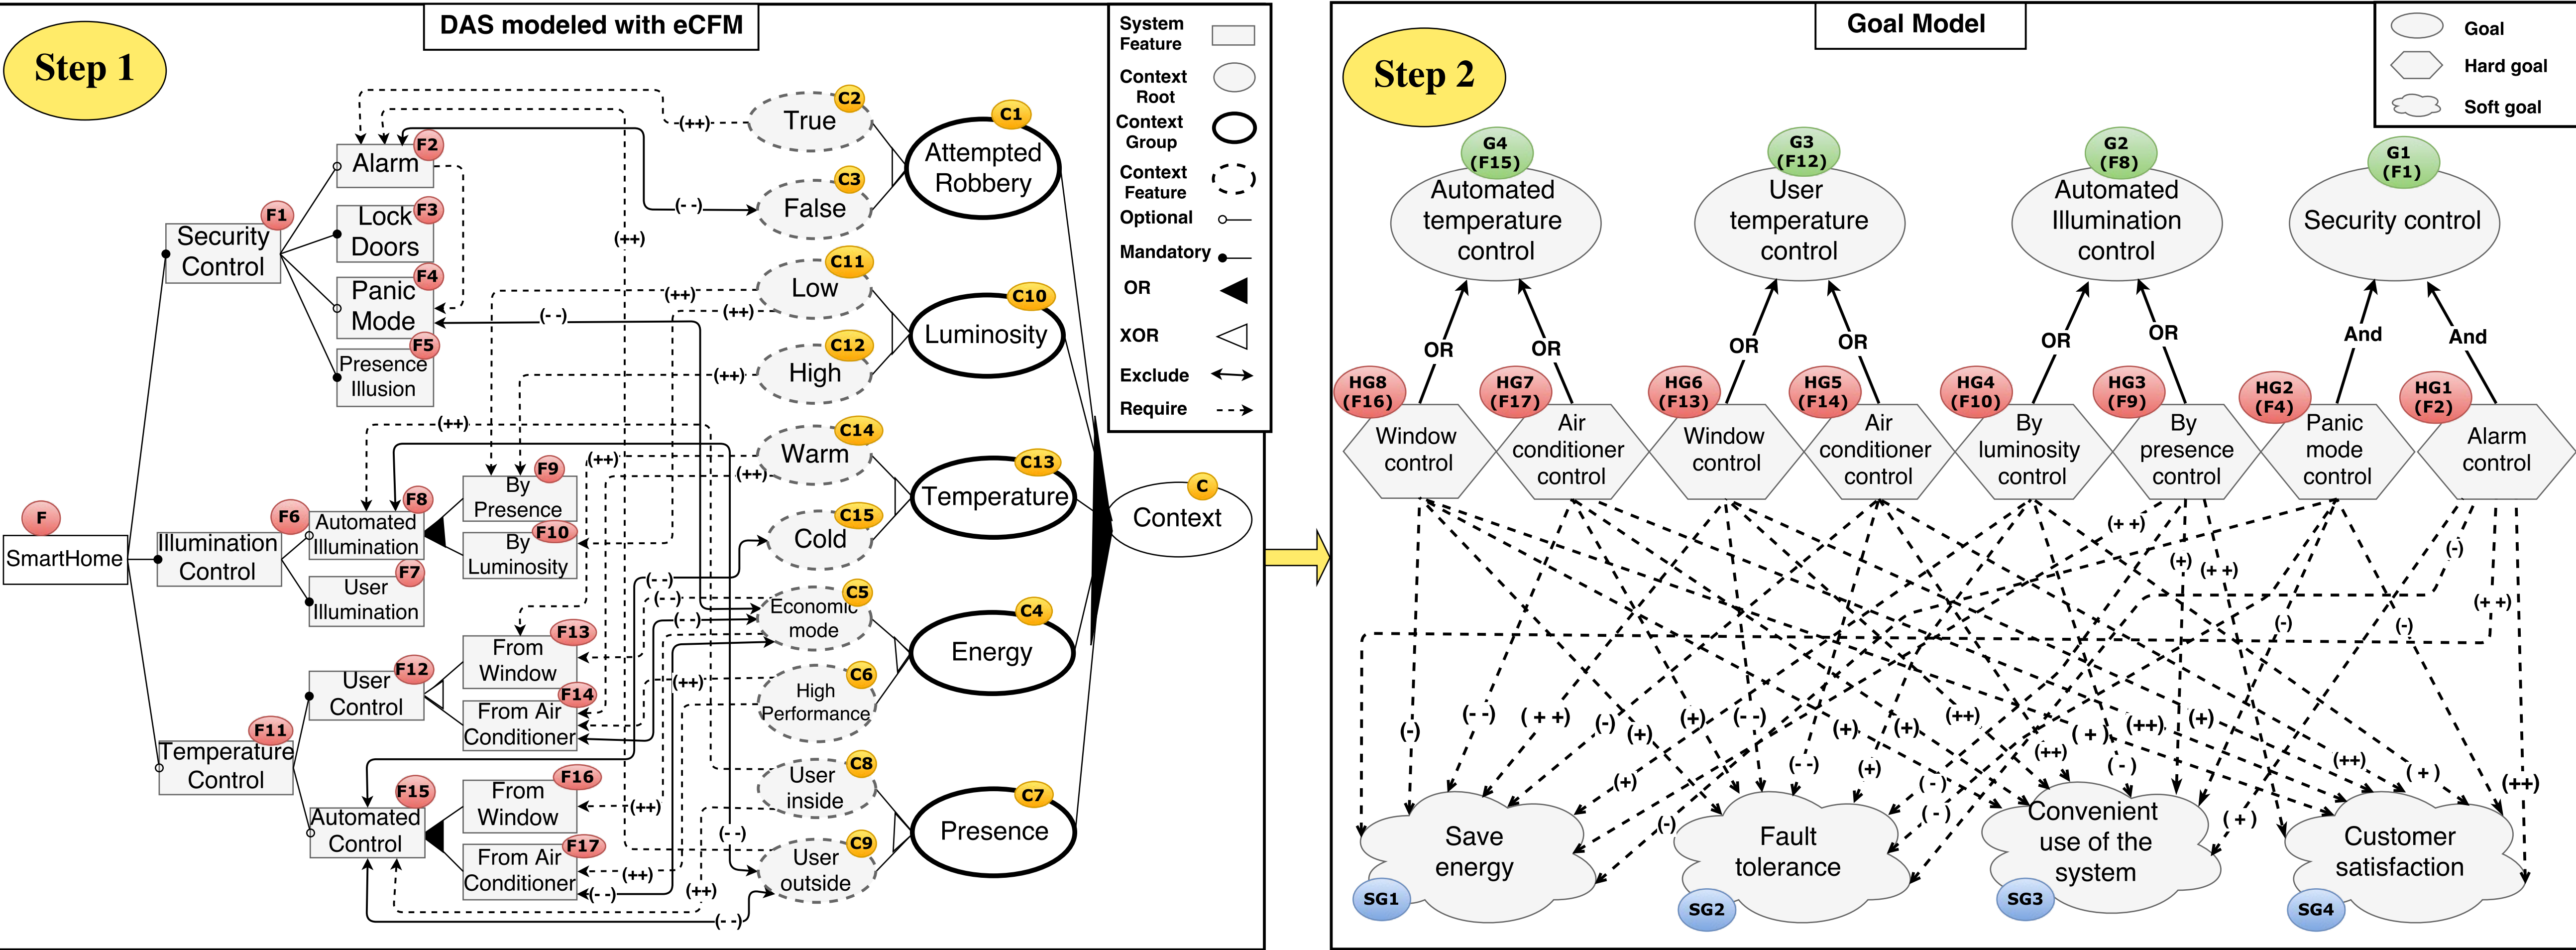 DAS modeled with eCFM
Step 1
System
Feature
Context
Root
Context
Group
Context
Feature
Optional
Mandatory
OR
XOR
Exclude
Require
F
SmartHome
F1
Security
Control
F2
Alarm
F3
Lock
Doors
F4
Panic
Mode
F5
Presence
Illusion
F6
Illumination
Control
F8
Automated
Illumination
F7
User
Illumination
F9
By
Presence
F10
By
Luminosity
F11
Temperature
Control
F12
User
Control
F13
From
Window
F14
From Air
Conditioner
F15
Automated
Control
F16
From
Window
F17
From Air
Conditioner
C2
True
C3
False
C1
Attempted
Robbery
C11
Low
C12
High
C10
Luminosity
C14
Warm
C15
Cold
C13
Temperature
C5
Economic
mode
C6
High
Performance
C4
Energy
C8
User
inside
C9
User
outside
C7
Presence
C
Context
(++)
(- -)
(++)
(++)
(++)
(- -)
(++)
(++)
(++)
(++)
(- -)
(- -)
(- -)
(++)
(++)
(- -)
(++)
(++)
(- -)
(- -)
Goal Model
Step 2
Goal
Hard goal
Soft goal
G4
(F15)
Automated
temperature
control
G3
(F12)
User
temperature
control
G2
(F8)
Automated
Illumination
control
G1
(F1)
Security control
OR
OR
OR
OR
OR
OR
And
And
HG8
(F16)
Window
control
HG7
(F17)
Air
conditioner
control
HG6
(F13)
Window
control
HG5
(F14)
Air
conditioner
control
HG4
(F10)
By
luminosity
control
HG3
(F9)
By
presence
control
HG2
(F4)
Panic
mode
control
HG1
(F2)
Alarm
control
(+ +)
(-)
(+)
(+ +)
(+ +)
(-)
(-)
(-)
(- -)
(+ +)
(-)
(+)
(+)
(- -)
(+)
(+)
(++)
(++)
(+)
(++)
(+)
(+)
(- -)
(+)
(-)
(-)
(++)
(+)
(++)
(-)
(-)
(+)
Save
energy
SG1
Fault
tolerance
SG2
Convenient
use of the
system
SG3
Customer
satisfaction
SG4